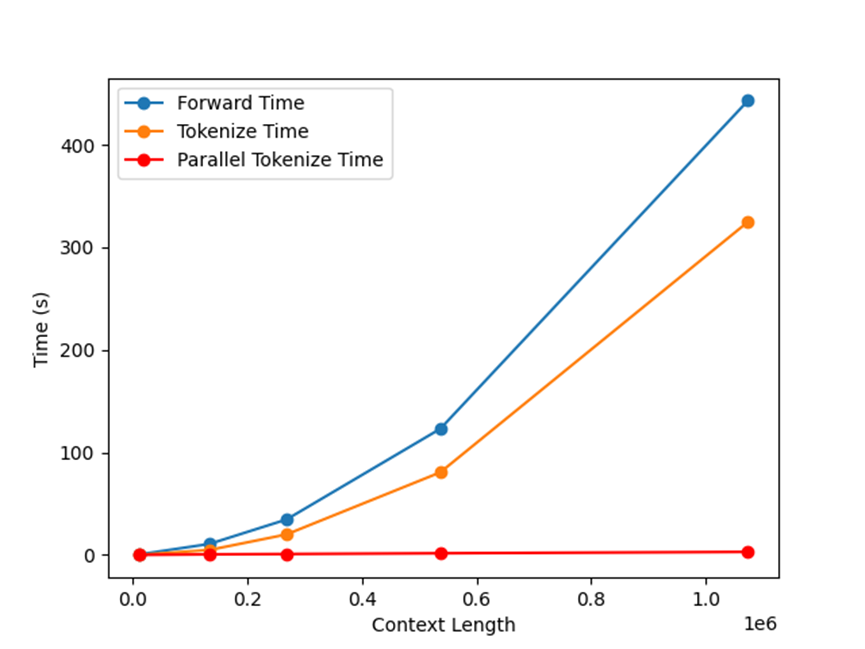 Forward Time
Tokenize Time
Parallel Tokenize Time
400
300
200
100
0
Time (s)
0.0 0.2 0.4 0.6 0.8 1.0
1e6
Context Length